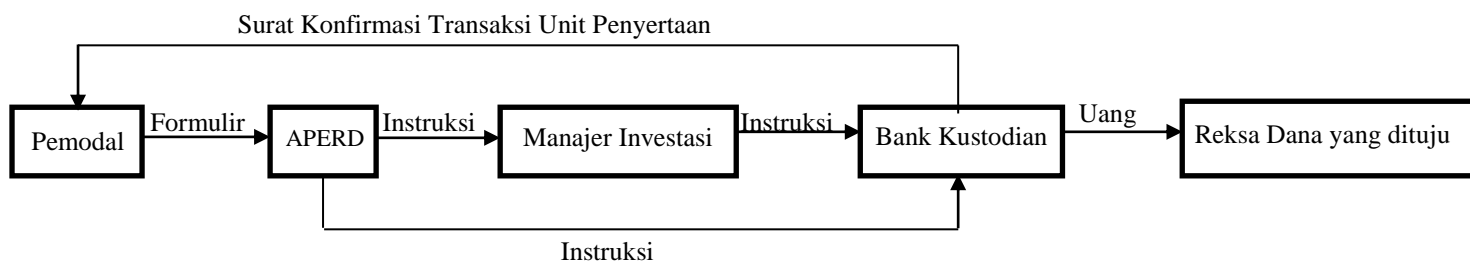 Surat Konfirmasi Transaksi Unit Penyertaan
Pemodal
Formulir
APERD
Instruksi
Manajer Investasi
Instruksi
Bank Kustodian
Uang
Reksa Dana yang dituju
Instruksi